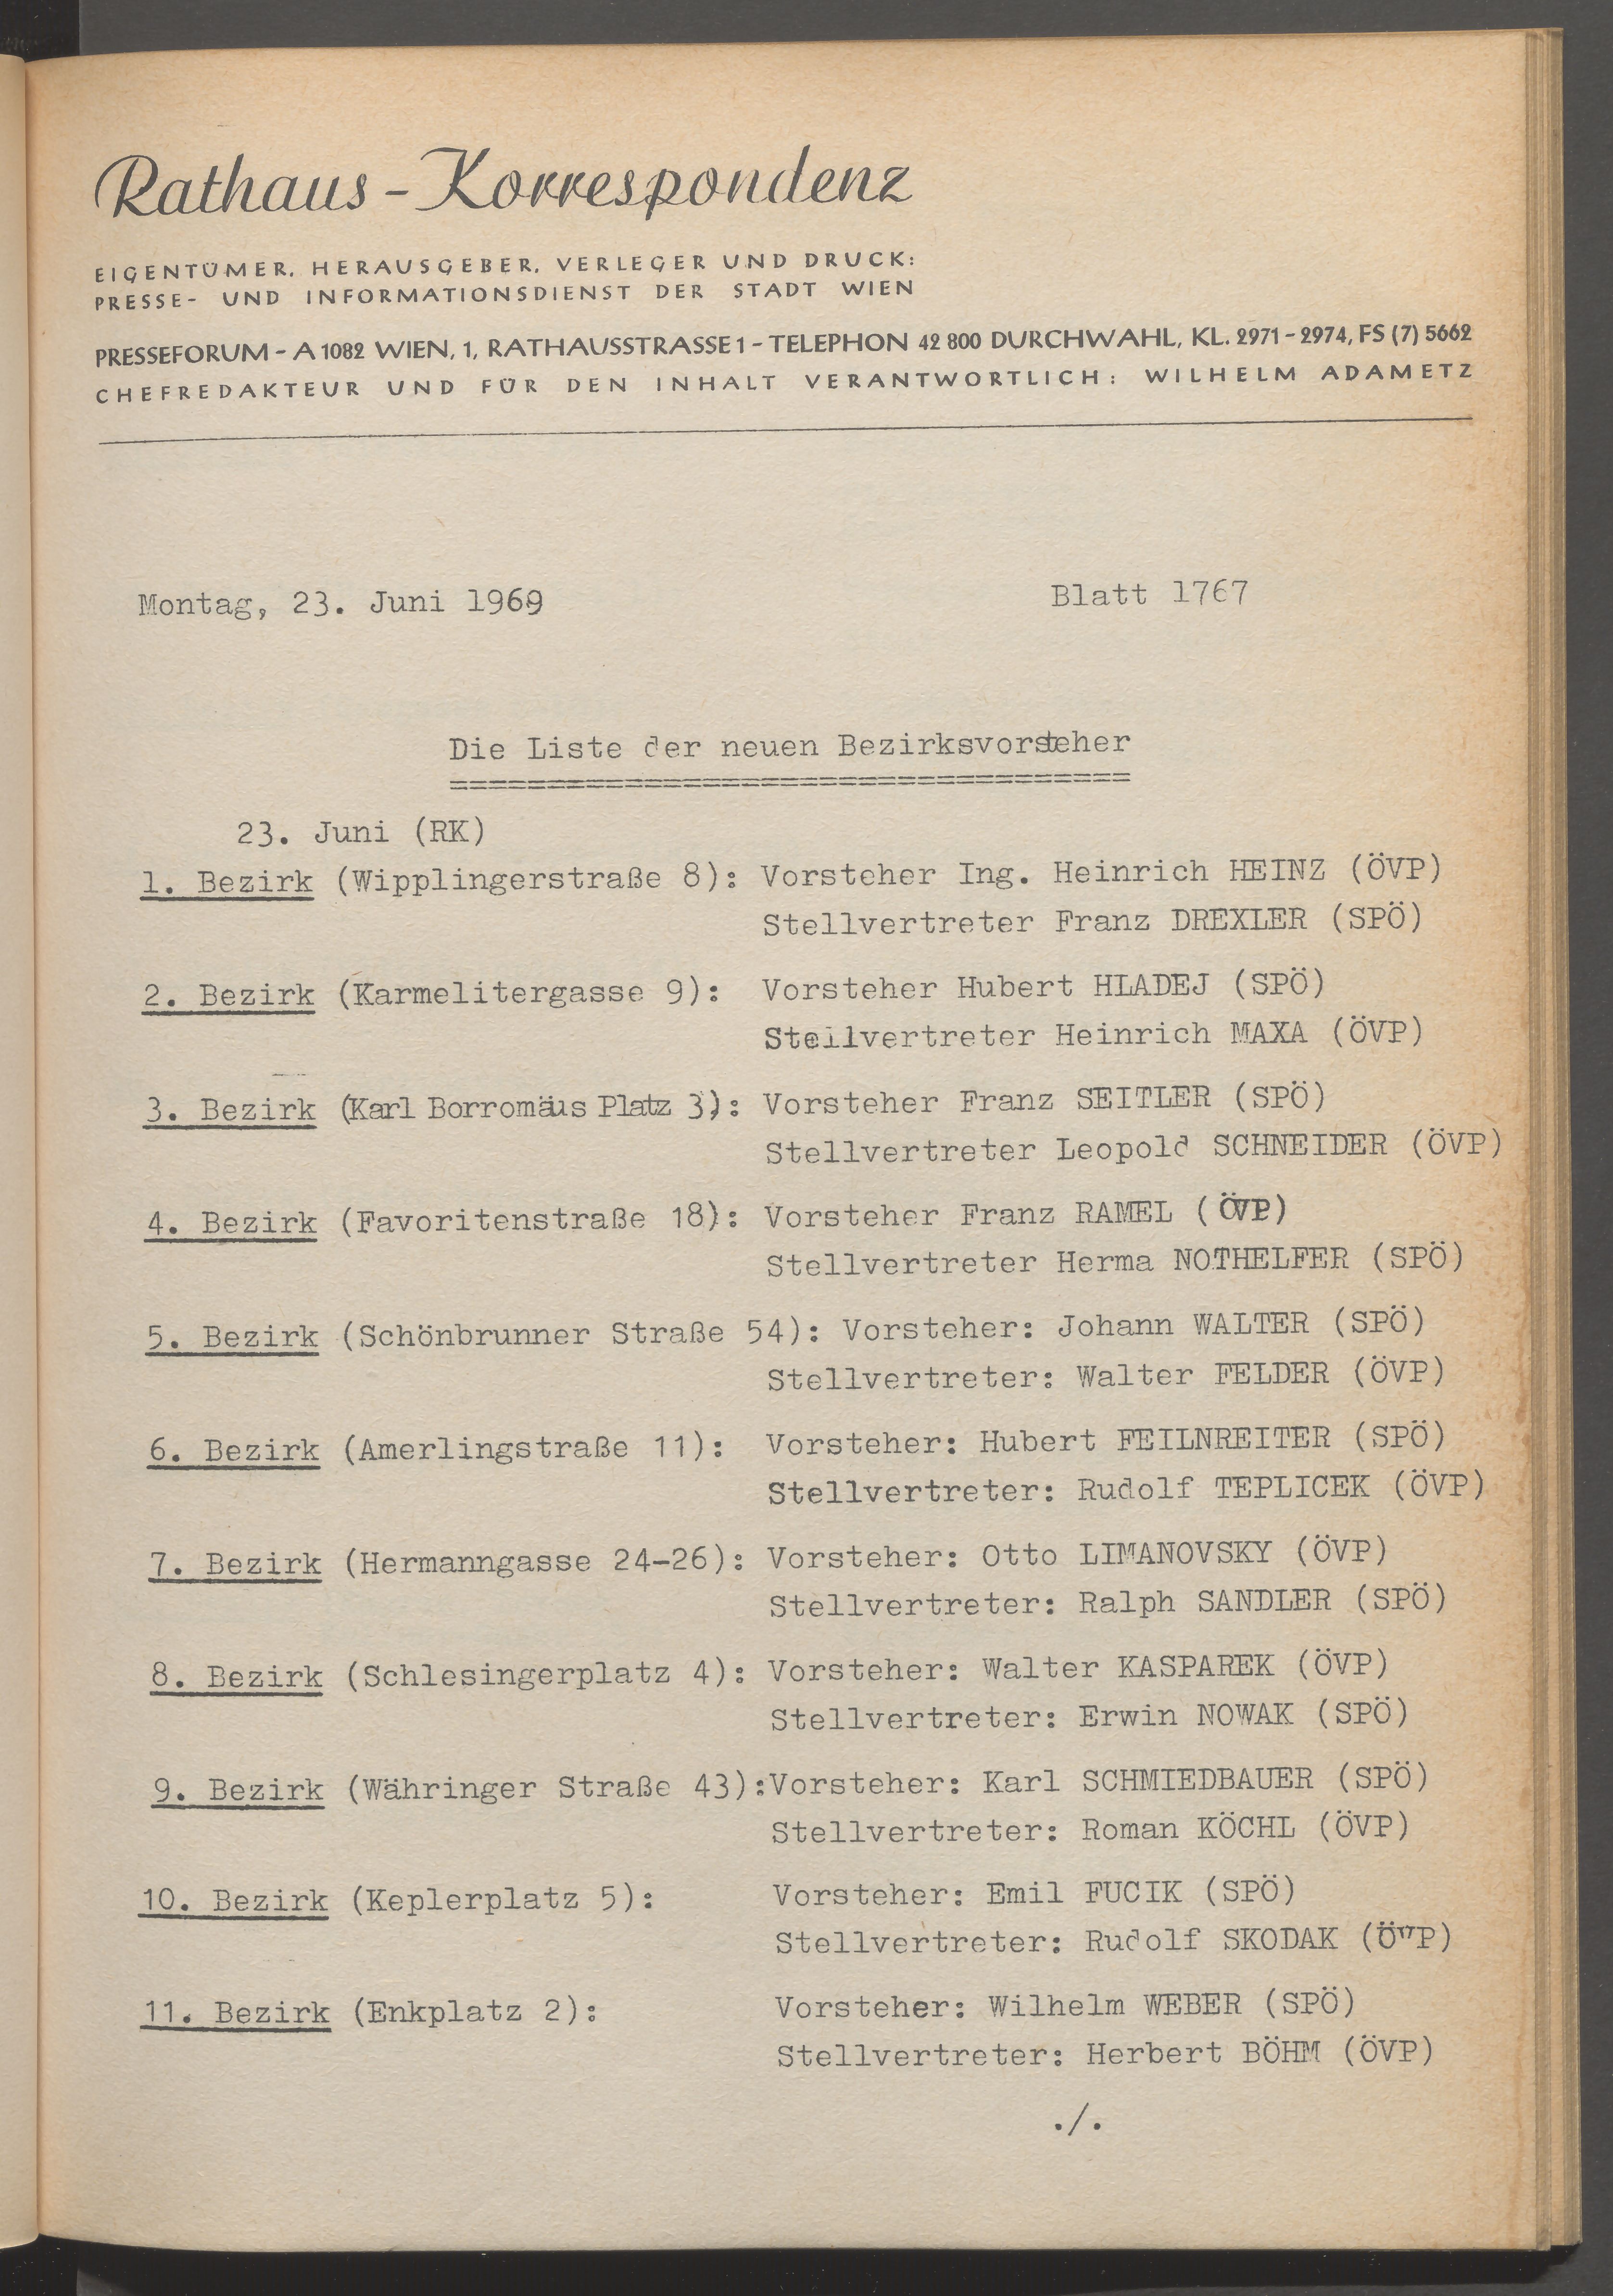 Rathaus-Korrespondenz
EIGENTÜMER, HERAUSGEBER, VERLEGER UND DRUCK:
PRESSE- UND INFORMATIONSDIENST DER STADT WIEN
PRESSEFORUM - A 1082 WIEN, 1, RATHAUSSTRASSE 1 - TELEPHON 42 800 DURCHWAHL, KL. 2971 - 2974, FS (7) 5662
CHEFREDAKTEUR UND FÜR DEN INHALT VERANTWORTLICH: WILHELM ADAMETZ
Montag, 23. Juni 1969 Blatt 1767
Die Liste der neuen Bezirksvorsteher
===================================
23. Juni (RK)
1. Bezirk (Wipplingerstraße 8): Vorsteher Ing. Heinrich HEINZ (ÖVP)
Stellvertreter Franz DREXLER (SPÖ)
2. Bezirk (Karmelitergasse 9): Vorsteher Hubert HLADEJ (SPÖ)
Stellvertreter Heinrich MAXA (ÖVP)
3. Bezirk (Karl Borromäus Platz 3): Vorsteher Franz SEITLER (SPÖ)
Stellvertreter Leopold SCHNEIDER (ÖVP)
4. Bezirk (Favoritenstraße 18): Vorsteher Franz RAMEL (ÖVP)
Stellvertreter Herma NOTHELFER (SPÖ)
5. Bezirk (Schönbrunner Straße 54): Vorsteher: Johann WALTER (SPÖ)
Stellvertreter: Walter FELDER (ÖVP)
6. Bezirk (Amerlingstraße 11): Vorsteher: Hubert FEILNREITER (SPÖ)
Stellvertreter: Rudolf TEPLICEK (ÖVP)
7. Bezirk (Hermanngasse 24-26): Vorsteher: Otto LIMANOVSKY (ÖVP)
Stellvertreter: Ralph SANDLER (SPÖ)
8. Bezirk (Schlesingerplatz 4): Vorsteher: Walter KASPAREK (ÖVP)
Stellvertreter: Erwin NOWAK (SPÖ)
9. Bezirk (Währinger Straße 43):Vorsteher: Karl SCHMIEDBAUER (SPÖ)
Stellvertreter: Roman KÖCHL (ÖVP)
10. Bezirk (Keplerplatz 5): Vorsteher: Emil FUCIK (SPÖ)
Stellvertreter: Rudolf SKODAK (ÖVP)
11. Bezirk (Enkplatz 2): Vorsteher: Wilhelm WEBER (SPÖ)
Stellvertreter: Herbert BÖHM (ÖVP)
./.